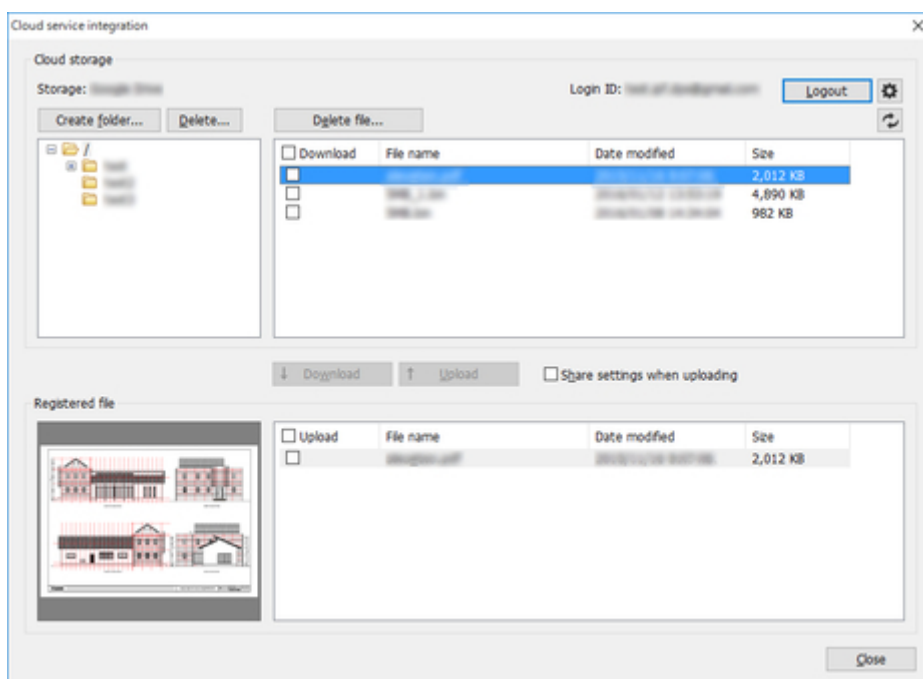 Cloud service integration
Cloud storage
Storage:
Login ID:
Logout
Create folder...
Delete...
Delete file...
/
Download File name Date modified Size
2,012 KB
4,890 KB
982 KB
Download
Upload
Share settings when uploading
Registered file
Upload File name Date modified Size
2,012 KB
Close